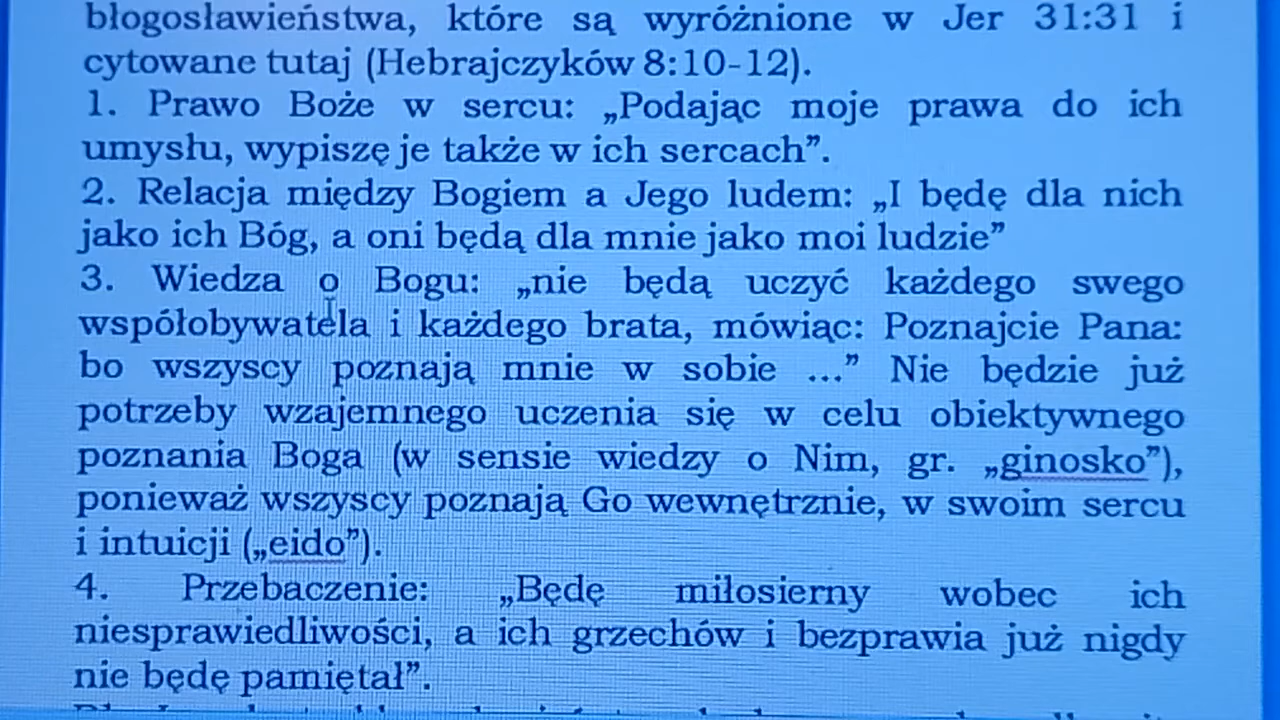 błogosławieństwa, które są wyróżnione w Jer 31:31 i
cytowane tutaj (Hebrajczyków 8:10-12).
1. Prawo Boże w sercu: „Podając moje prawa do ich
umysłu, wypiszę je także w ich sercach”.
2. Relacja między Bogiem a Jego ludem: „I będę dla nich
jako ich Bóg, a oni będą dla mnie jako moi ludzie”
3. Wiedza o Bogu: „nie będą uczyć każdego swego
współobywatela i każdego brata, mówiąc: Poznajcie Pana:
bo wszyscy poznają mnie w sobie ...” Nie będzie już
potrzeby wzajemnego uczenia się w celu obiektywnego
poznania Boga (w sensie wiedzy o Nim, gr. „ginosko”),
ponieważ wszyscy poznają Go wewnętrznie, w swoim sercu
i intuicji („eido”).
4. Przebaczenie: „Będę miłosierny wobec ich
niesprawiedliwości, a ich grzechów i bezprawia już nigdy
nie będę pamiętał”.